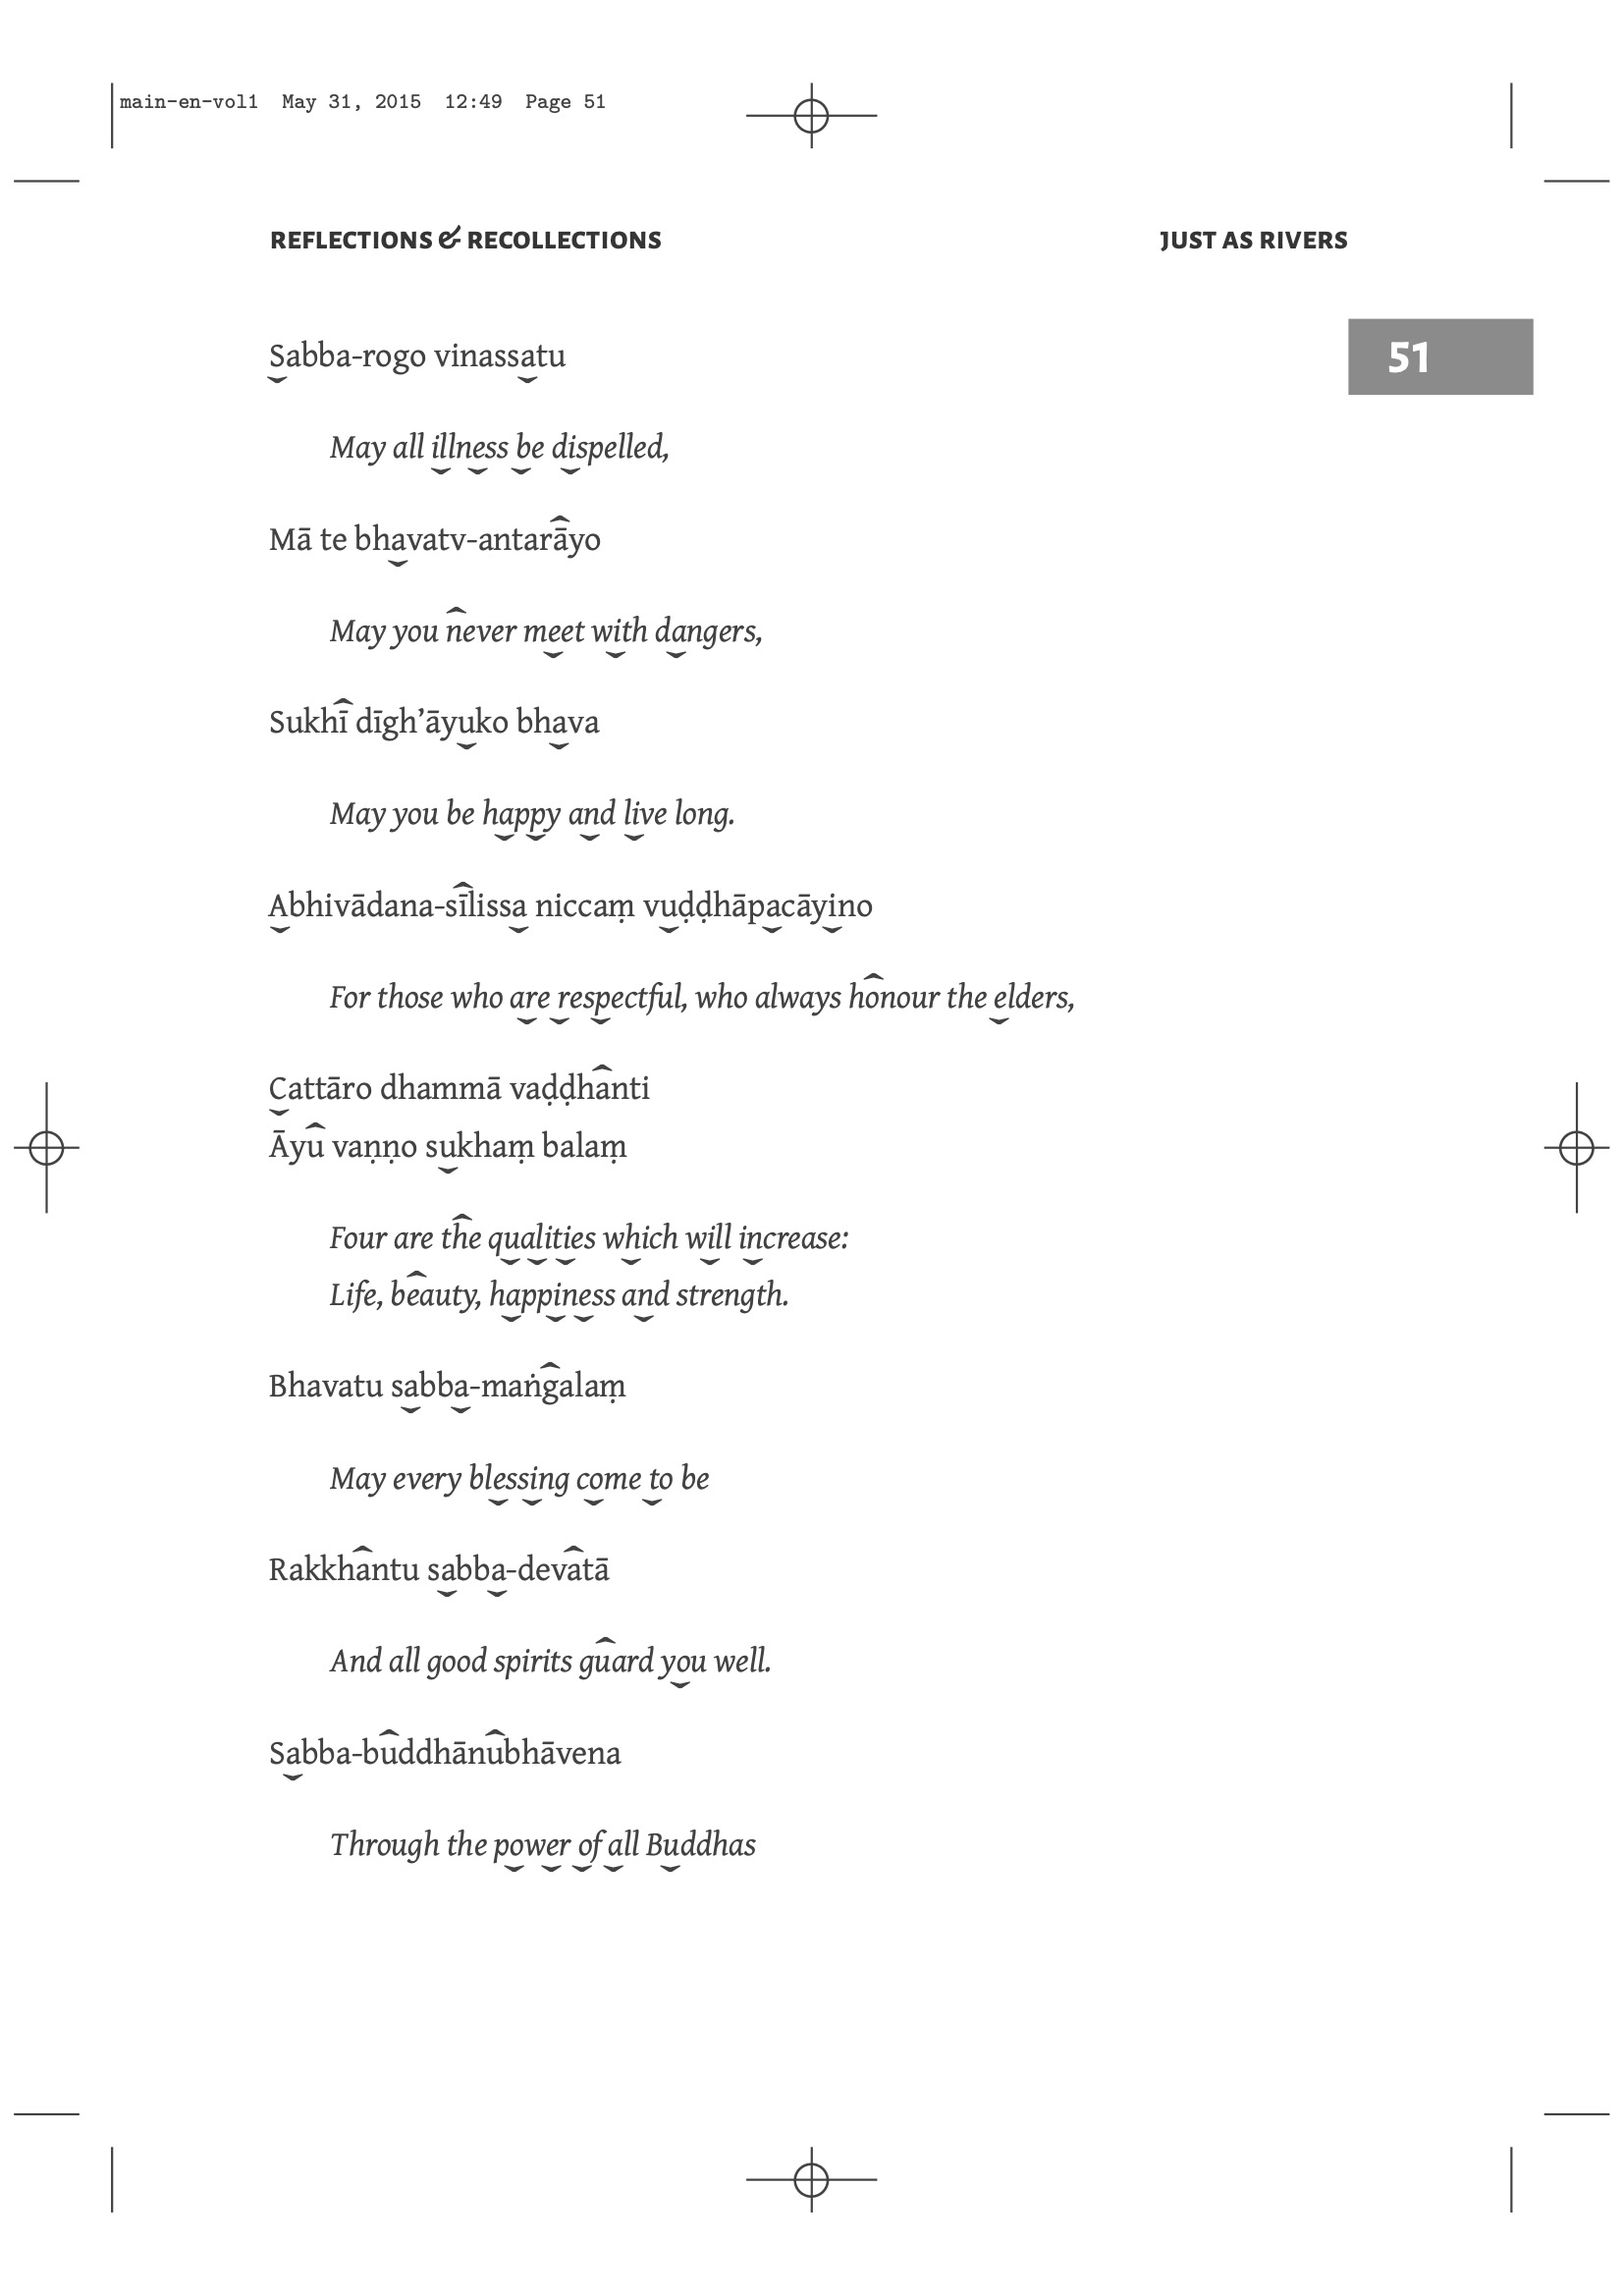 main-en-vol1 May 31, 2015 12:49 Page 51
REFLECTIONS & RECOLLECTIONS JUST AS RIVERS
51
Sabba-rogo vinassatu
May all illness be dispelled,
Mā te bhavatv-antarāyo
May you never meet with dangers,
Sukhī dīgh’āyuko bhava
May you be happy and live long.
Abhivādana-sīlissa niccaṃ vuḍḍhāpacāyino
For those who are respectful, who always honour the elders,
Cattāro dhammā vaḍḍhanti
Āyu vaṇṇo sukhaṃ balaṃ
Four are the qualities which will increase:
Life, beauty, happiness and strength.
Bhavatu sabba-maṅgalaṃ
May every blessing come to be
Rakkhantu sabba-devatā
And all good spirits guard you well.
Sabba-buddhānubhāvena
Through the power of all Buddhas